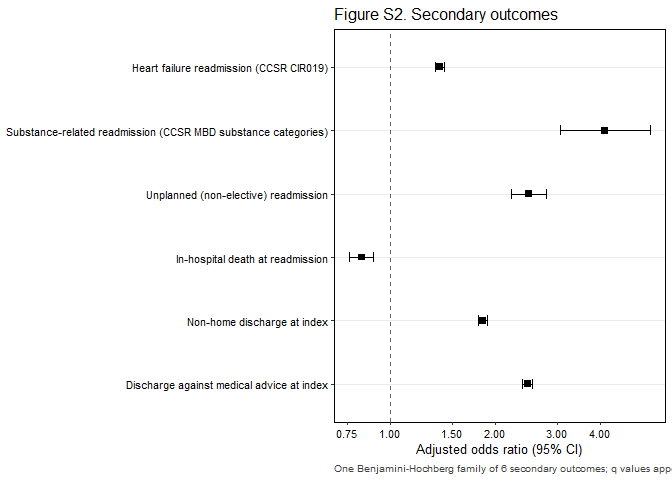 Figure S2. Secondary outcomes
Heart failure readmission (CCSR CIR019)
Substance-related readmission (CCSR MBD substance categories)
Unplanned (non-elective) readmission
In-hospital death at readmission
Non-home discharge at index
Discharge against medical advice at index
0.75 1.00 1.50 2.00 3.00 4.00
Adjusted odds ratio (95% CI)
One Benjamini-Hochberg family of 6 secondary outcomes; q values app